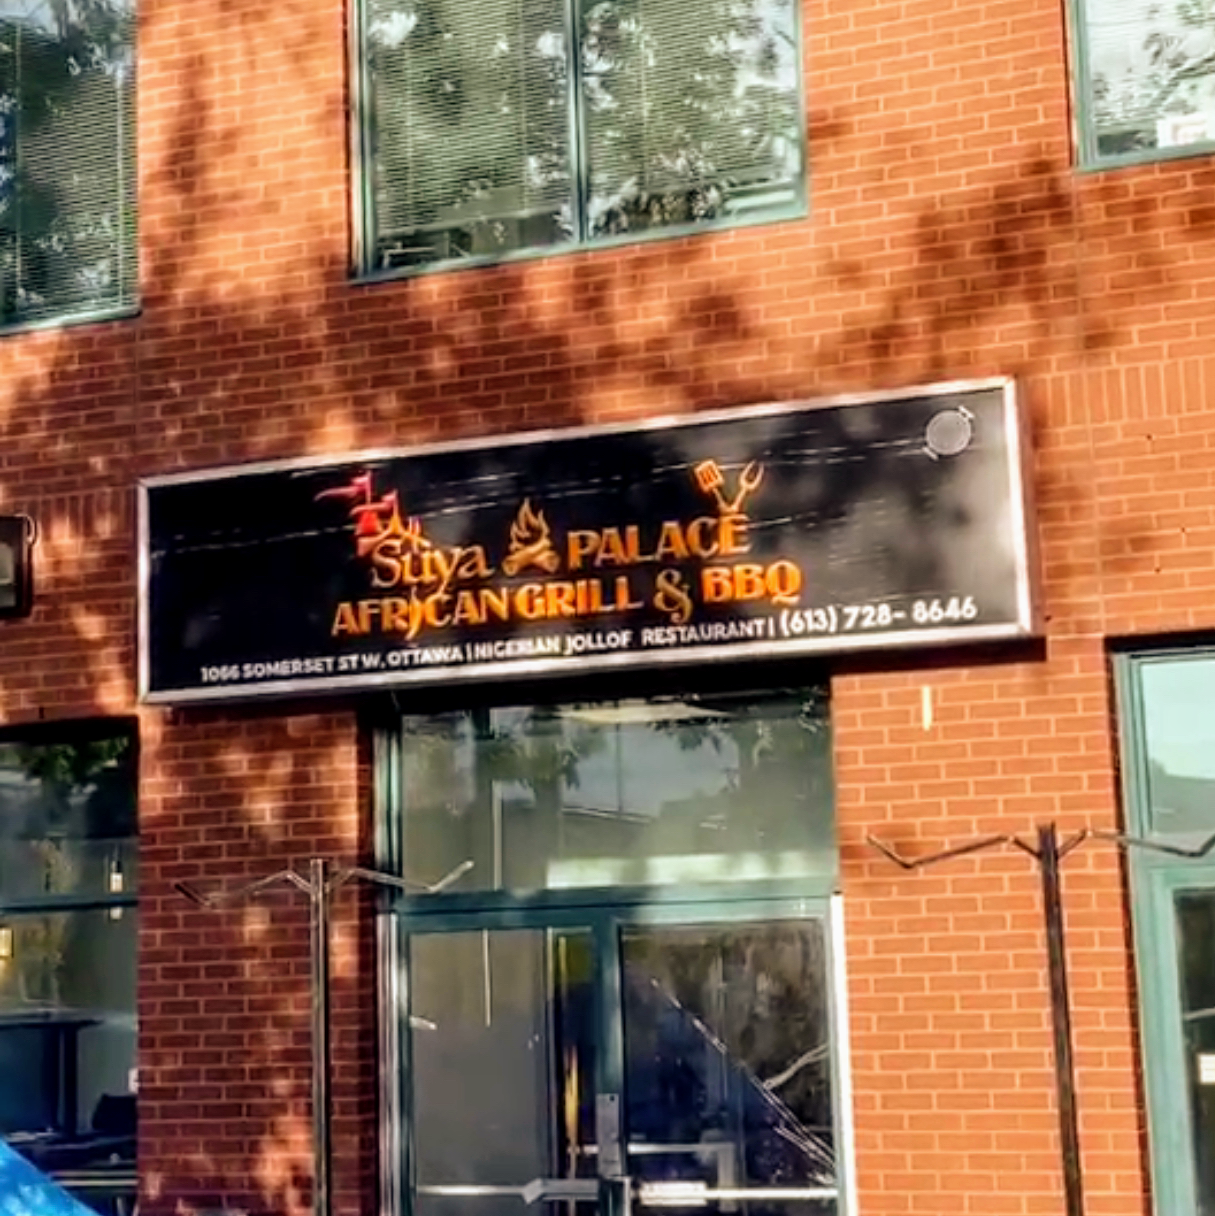 Suya PALACE
AFRICAN GRILL & BBQ
1066 SOMERSET ST W, OTTAWA | NIGERIAN JOLLOF RESTAURANT | (613) 728- 8646